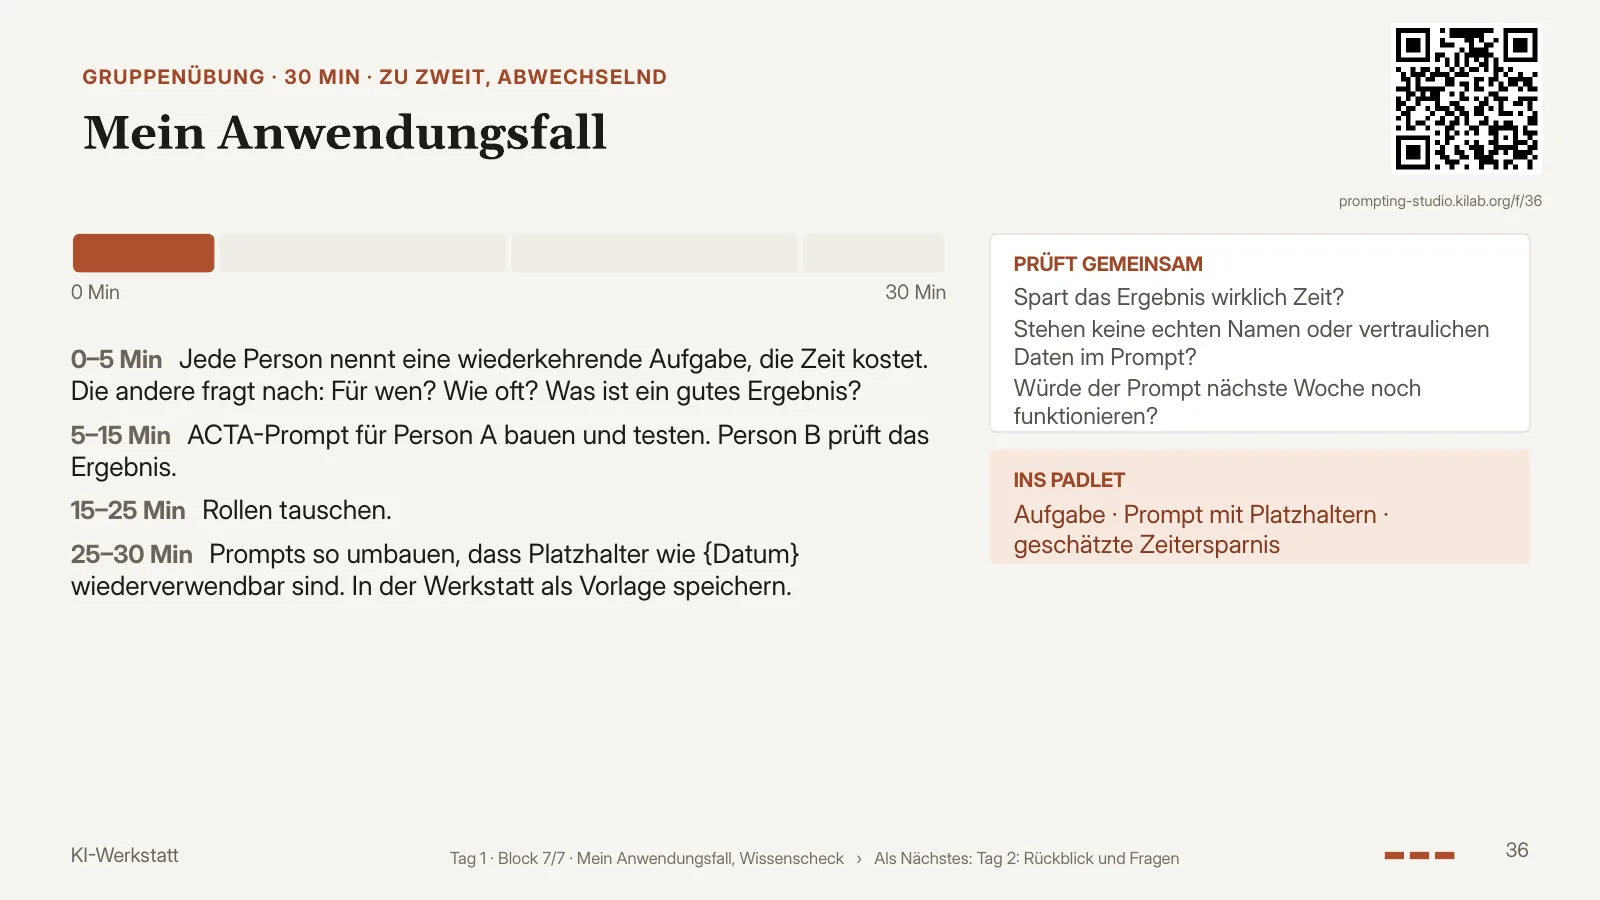 GRUPPENÜBUNG · 30 MIN · ZU ZWEIT, ABWECHSELND
Mein Anwendungsfall
prompting-studio.kilab.org/f/36
0 Min
30 Min
0–5 Min Jede Person nennt eine wiederkehrende Aufgabe, die Zeit kostet.
Die andere fragt nach: Für wen? Wie oft? Was ist ein gutes Ergebnis?
5–15 Min ACTA-Prompt für Person A bauen und testen. Person B prüft das
Ergebnis.
15–25 Min Rollen tauschen.
25–30 Min Prompts so umbauen, dass Platzhalter wie {Datum}
wiederverwendbar sind. In der Werkstatt als Vorlage speichern.
PRÜFT GEMEINSAM
Spart das Ergebnis wirklich Zeit?
Stehen keine echten Namen oder vertraulichen
Daten im Prompt?
Würde der Prompt nächste Woche noch
funktionieren?
INS PADLET
Aufgabe · Prompt mit Platzhaltern ·
geschätzte Zeitersparnis
KI-Werkstatt
Tag 1 · Block 7/7 · Mein Anwendungsfall, Wissenscheck › Als Nächstes: Tag 2: Rückblick und Fragen
36